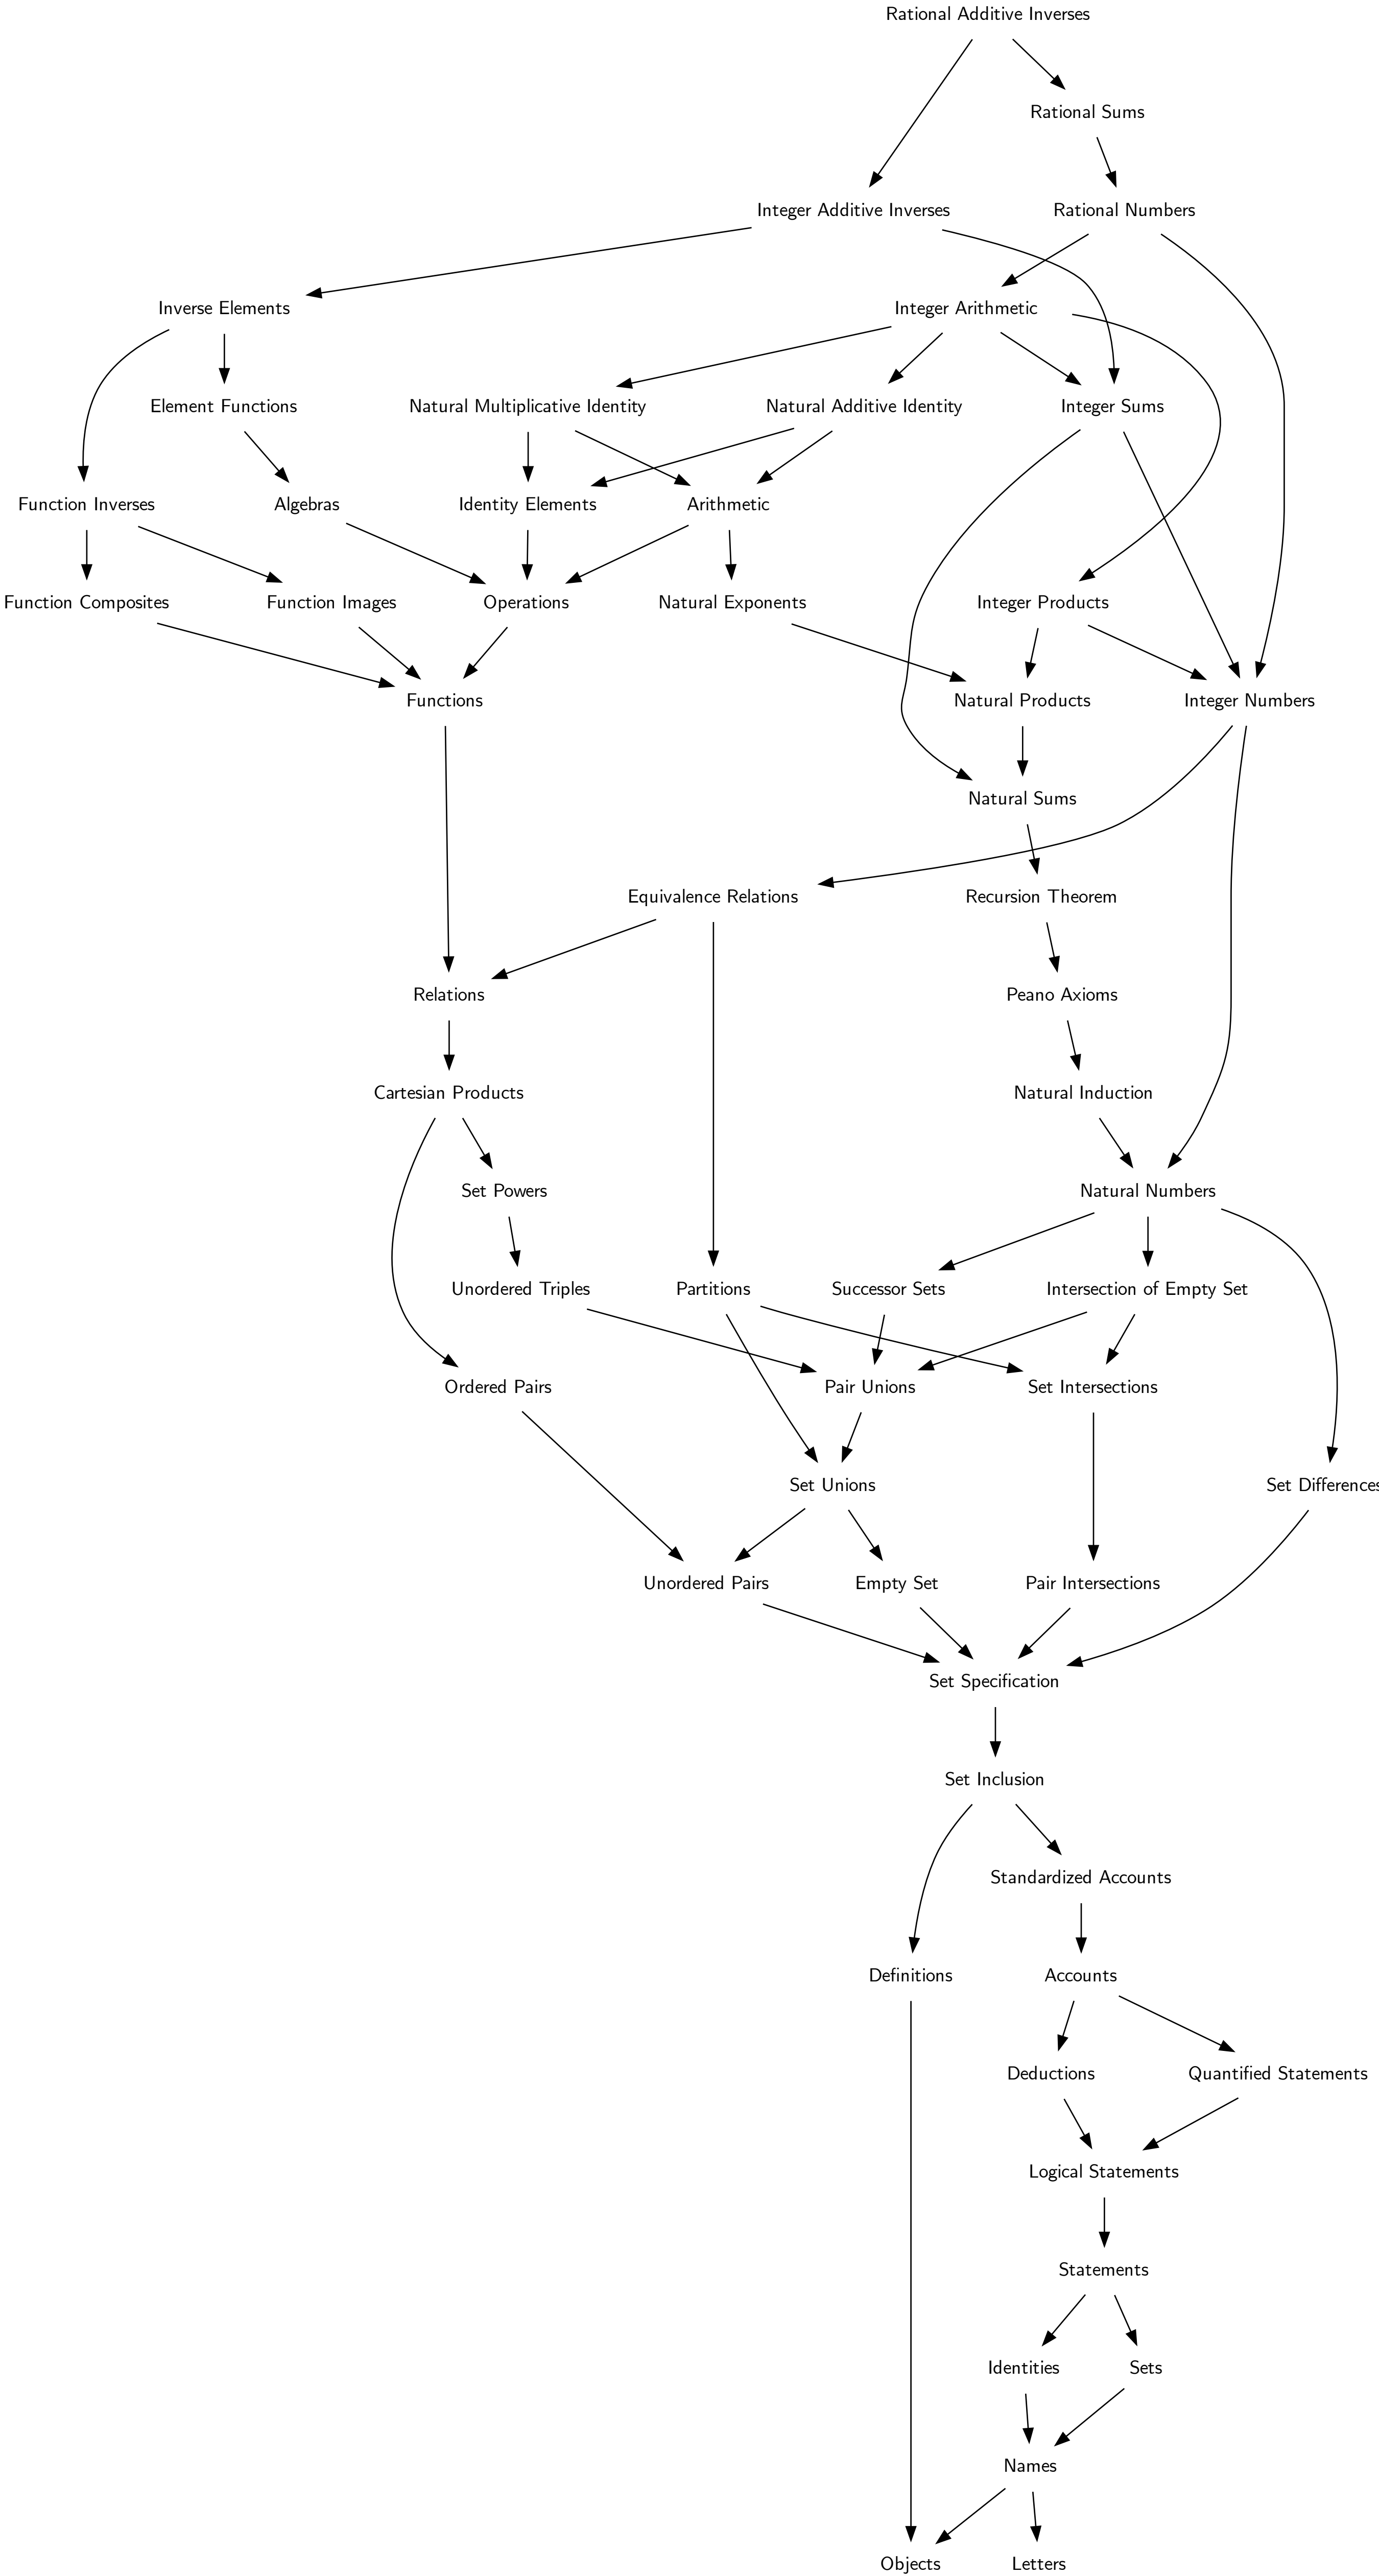 Rational Additive Inverses
Rational Sums
Integer Additive Inverses
Rational Numbers
Inverse Elements
Integer Arithmetic
Element Functions
Natural Multiplicative Identity
Natural Additive Identity
Integer Sums
Function Inverses
Algebras
Identity Elements
Arithmetic
Function Composites
Function Images
Operations
Natural Exponents
Integer Products
Functions
Natural Products
Integer Numbers
Natural Sums
Equivalence Relations
Recursion Theorem
Relations
Peano Axioms
Cartesian Products
Natural Induction
Set Powers
Natural Numbers
Unordered Triples
Partitions
Successor Sets
Intersection of Empty Set
Ordered Pairs
Pair Unions
Set Intersections
Set Unions
Set Differences
Unordered Pairs
Empty Set
Pair Intersections
Set Specification
Set Inclusion
Standardized Accounts
Definitions
Accounts
Deductions
Quantified Statements
Logical Statements
Statements
Identities
Sets
Names
Objects
Letters